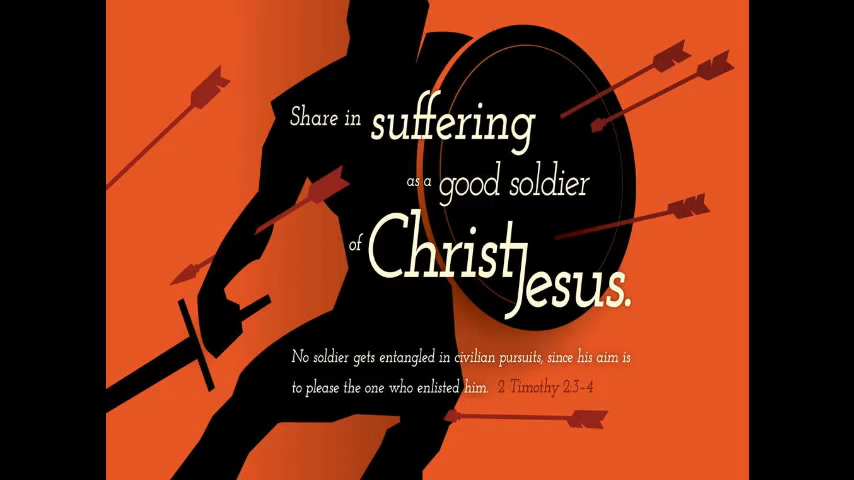 Share in suffering
as a good soldier
of Christ Jesus.
No soldier gets entangled in civilian pursuits, since his aim is
to please the one who enlisted him. 2 Timothy 2:3-4